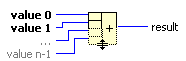 value 0
value 1
...
value n-1
+
result